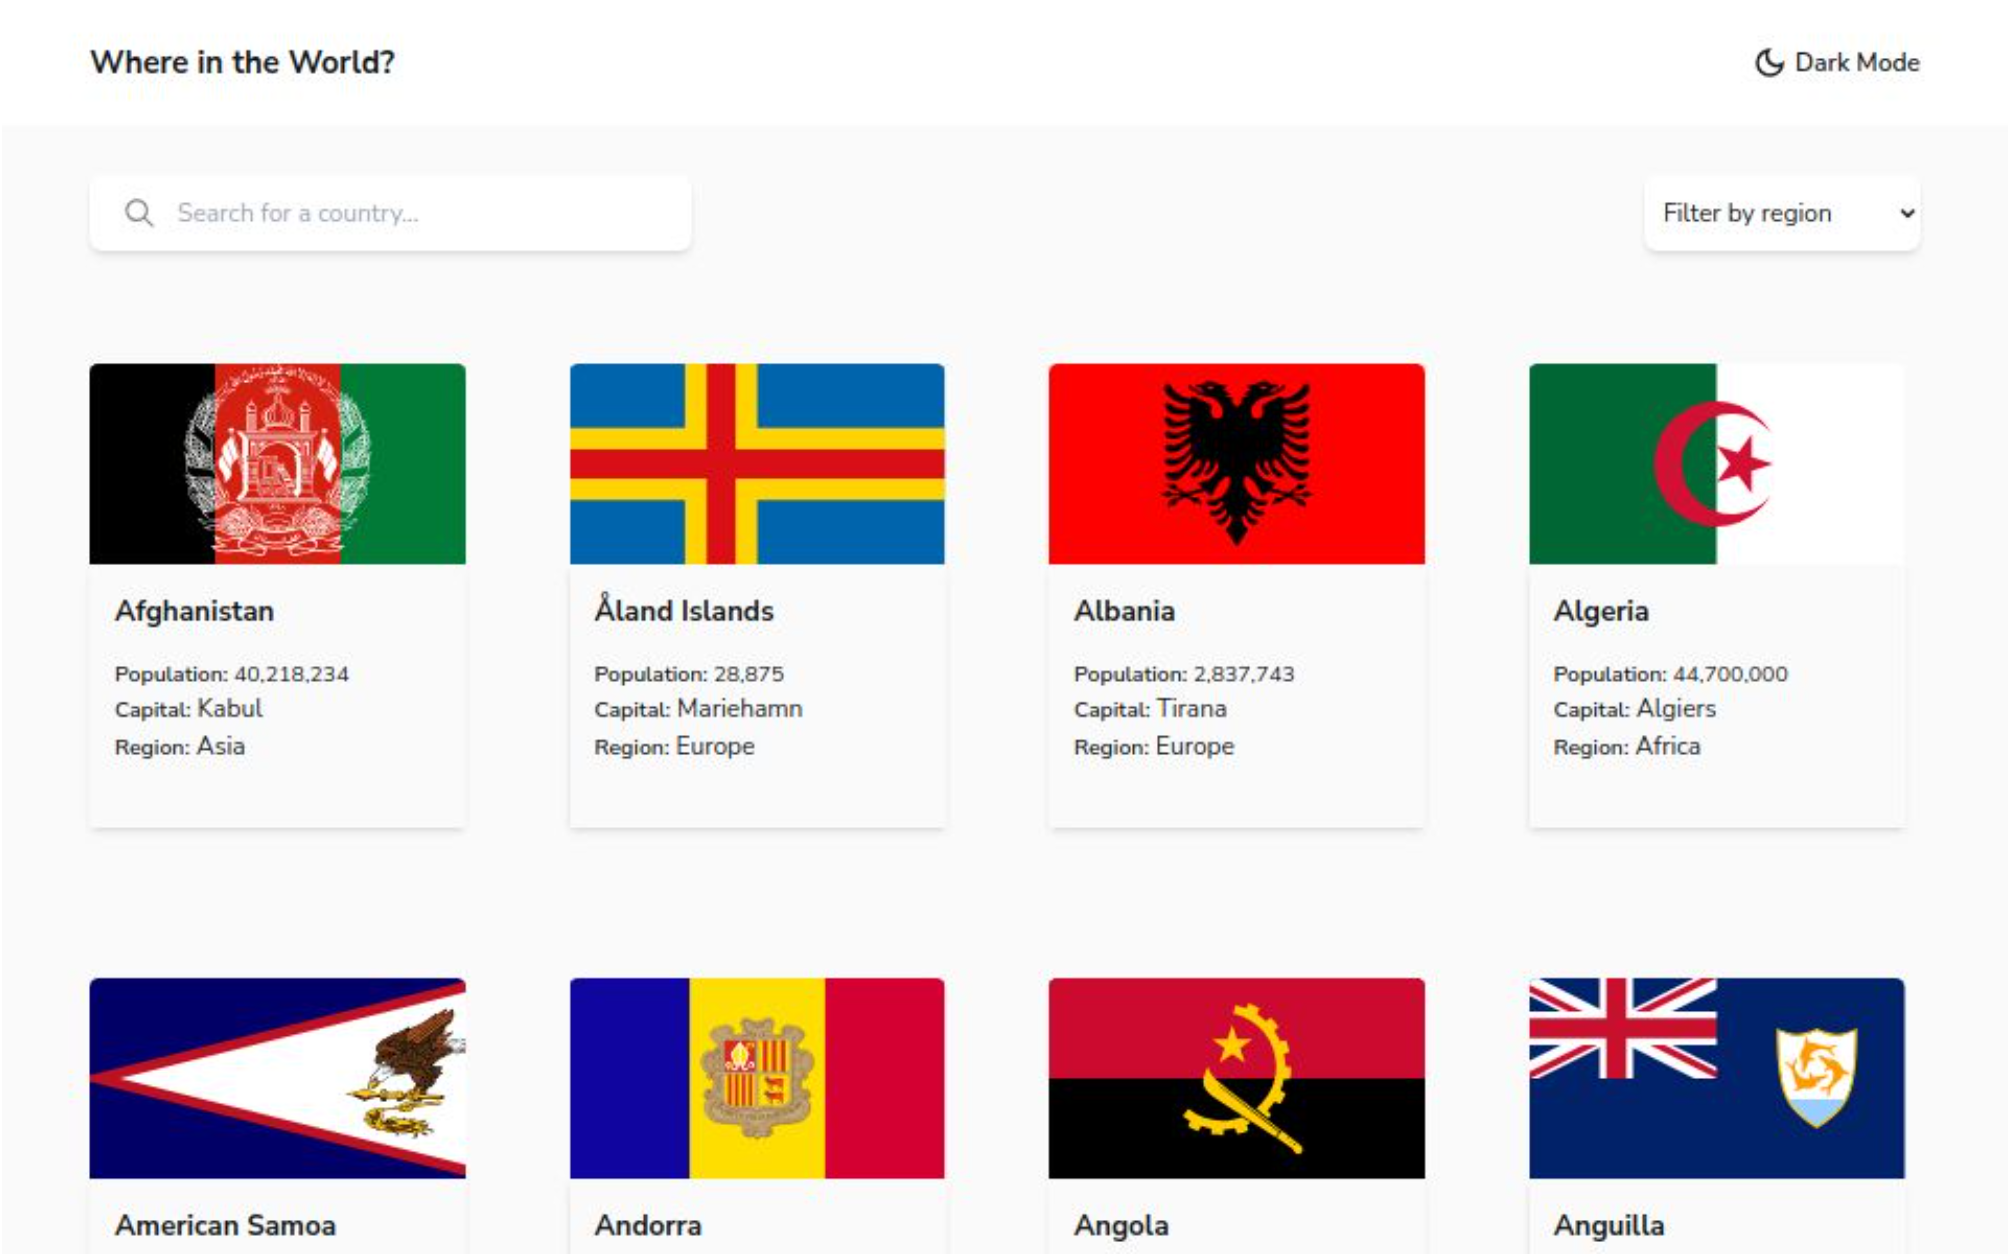 Where in the World?
Dark Mode
Search for a country...
Filter by region
Afghanistan
Population: 40,218,234
Capital: Kabul
Region: Asia
Åland Islands
Population: 28,875
Capital: Mariehamn
Region: Europe
Albania
Population: 2,837,743
Capital: Tirana
Region: Europe
Algeria
Population: 44,700,000
Capital: Algiers
Region: Africa
American Samoa
Andorra
Angola
Anguilla